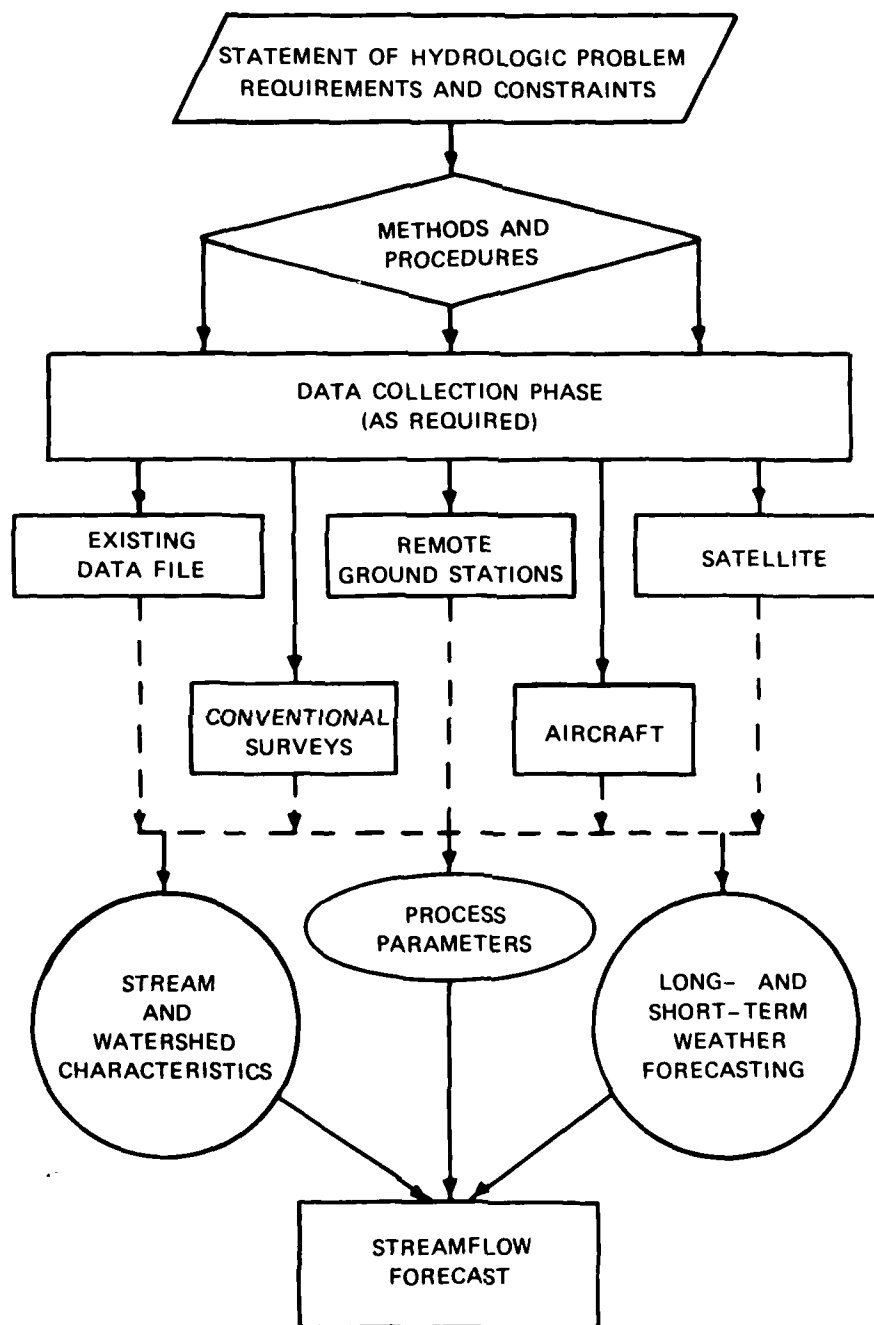 STATEMENT OF HYDROLOGIC PROBLEM
REQUIREMENTS AND CONSTRAINTS
METHODS AND
PROCEDURES
DATA COLLECTION PHASE
(AS REQUIRED)
EXISTING
DATA FILE
REMOTE
GROUND STATIONS
SATELLITE
CONVENTIONAL
SURVEYS
AIRCRAFT
PROCESS
PARAMETERS
STREAM
AND
WATERSHED
CHARACTERISTICS
LONG- AND
SHORT-TERM
WEATHER
FORECASTING
STREAMFLOW
FORECAST